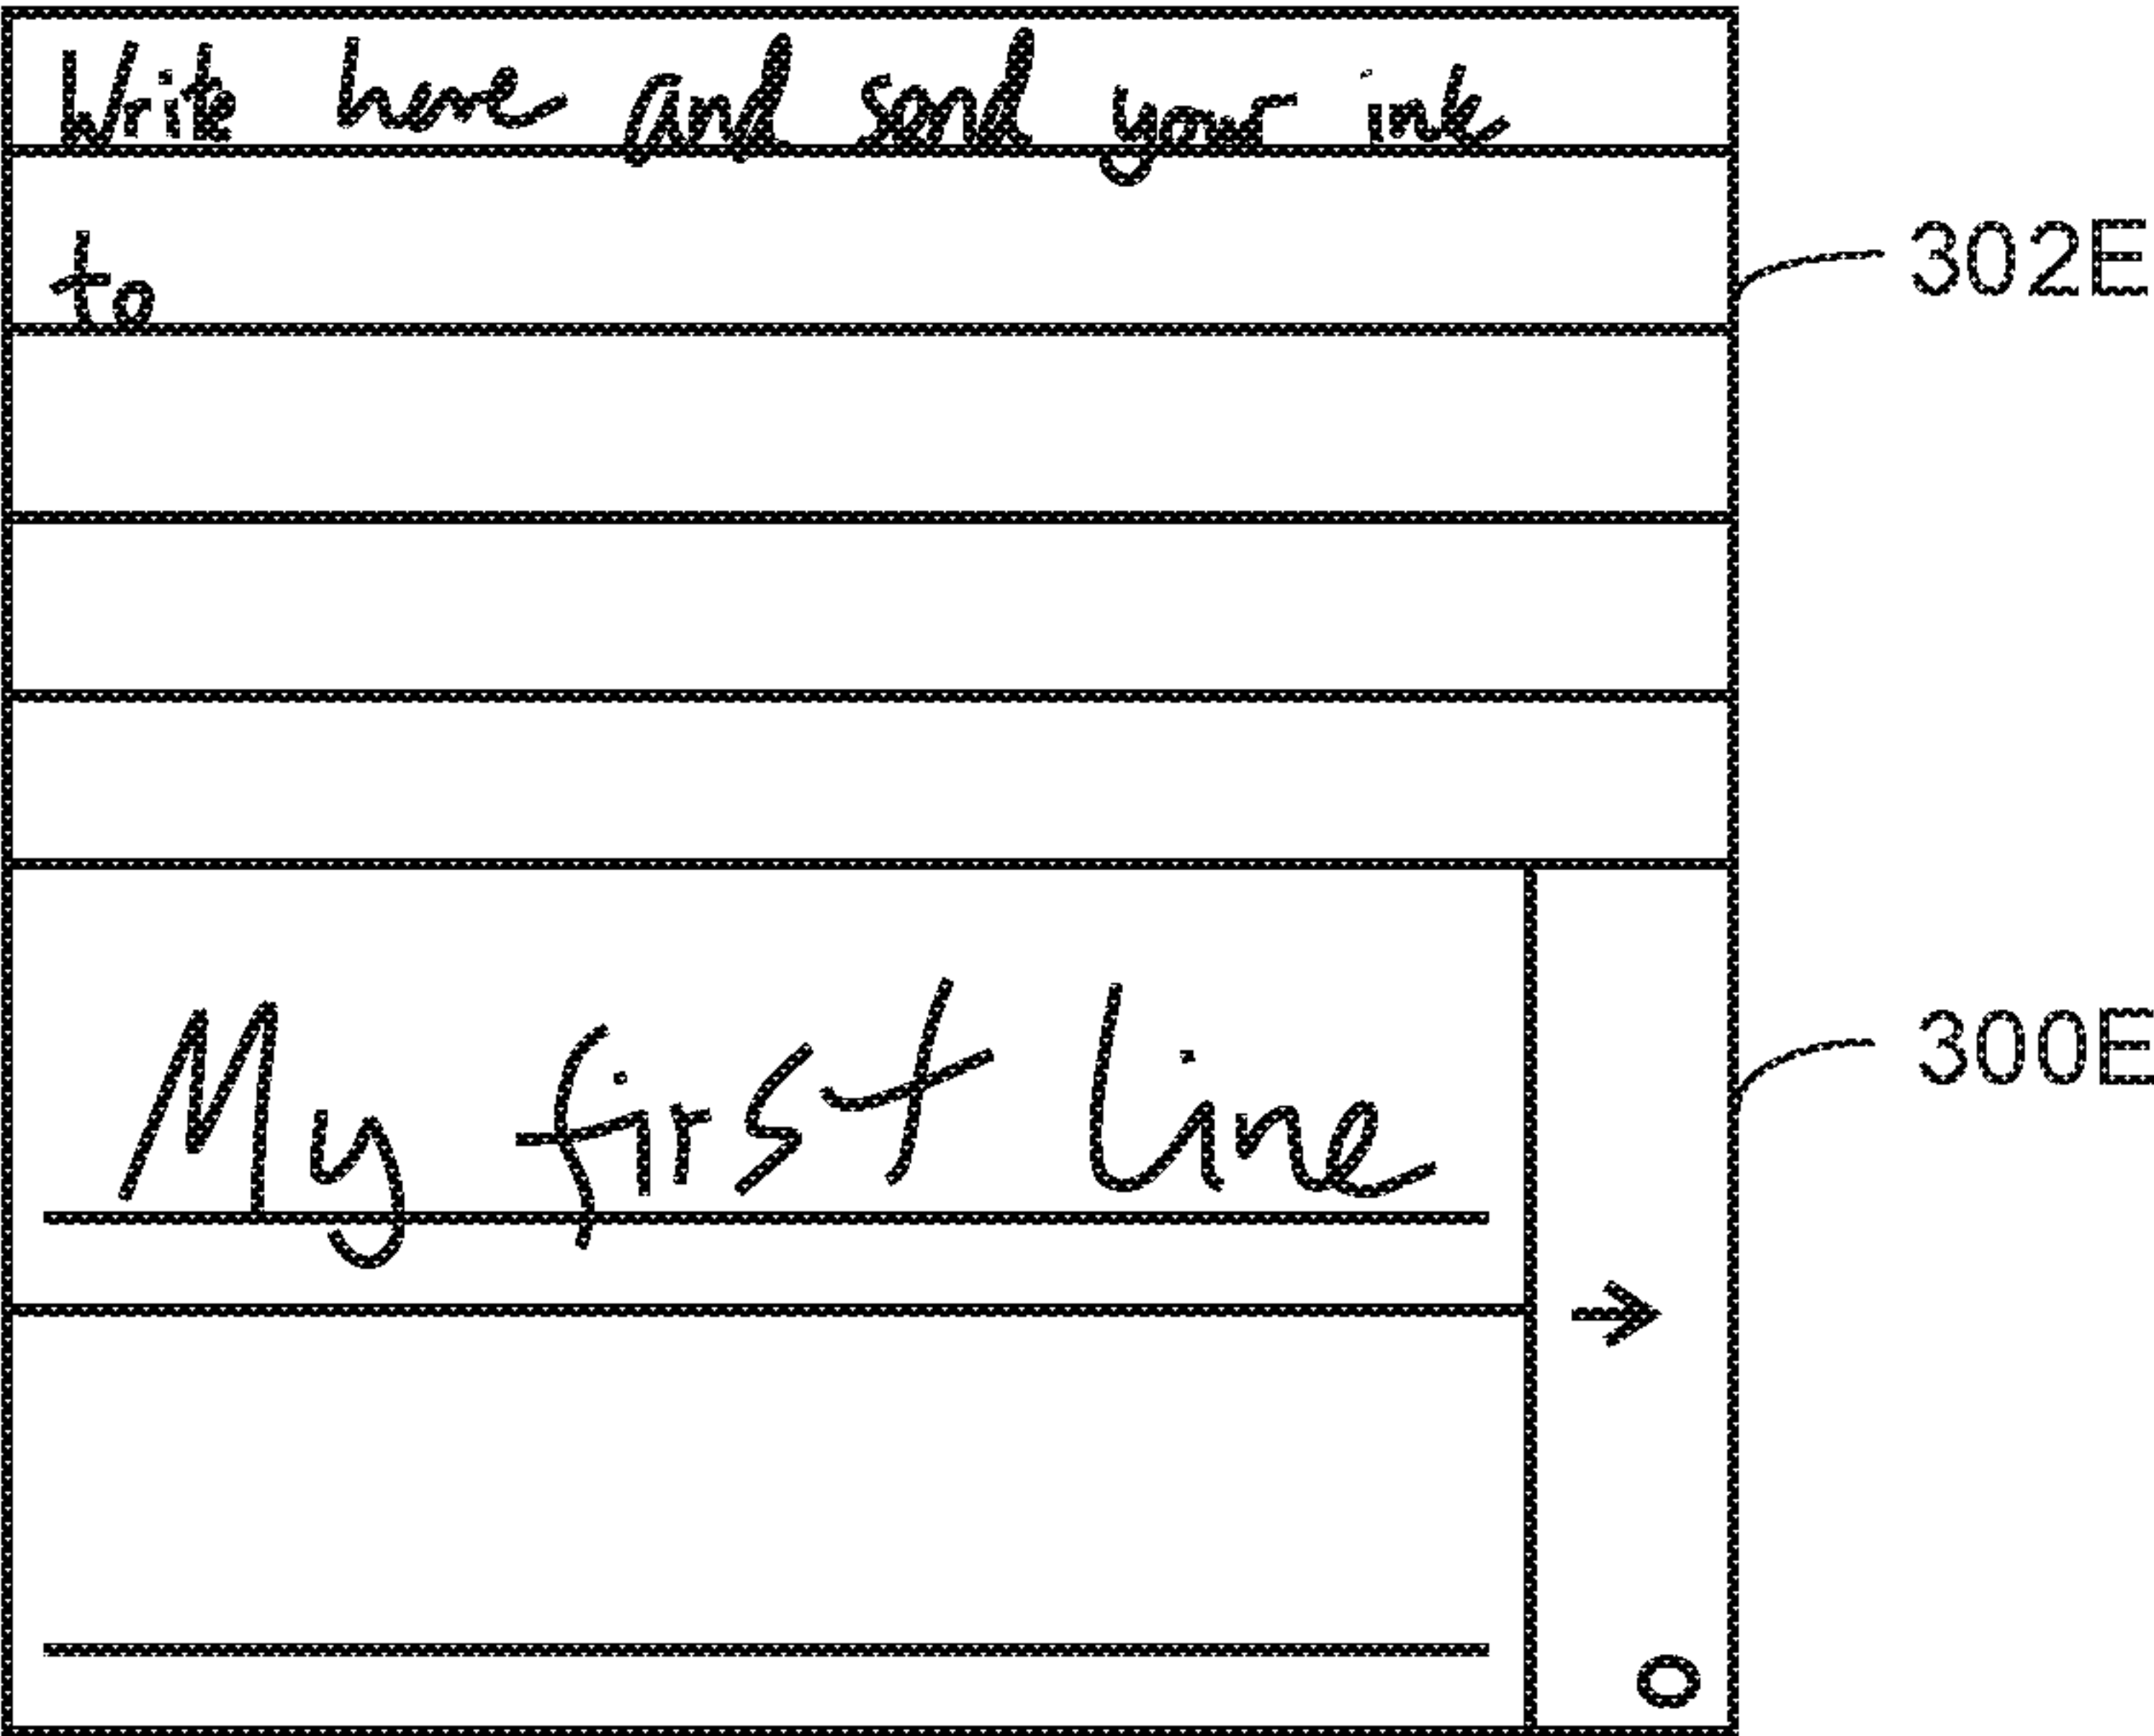 Write here and send your ink
to
302E
My first line
300E